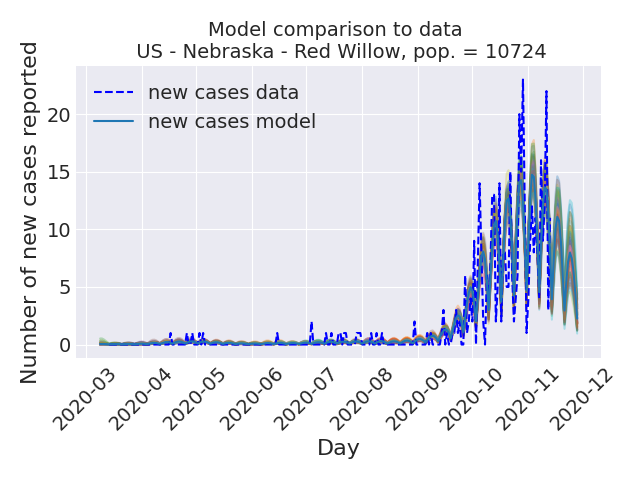 Model comparison to data
US - Nebraska - Red Willow, pop. = 10724
Number of new cases reported
new cases data
new cases model
20
15
10
5
0
2020-03
2020-04
2020-05
2020-06
2020-07
2020-08
2020-09
2020-10
2020-11
2020-12
Day